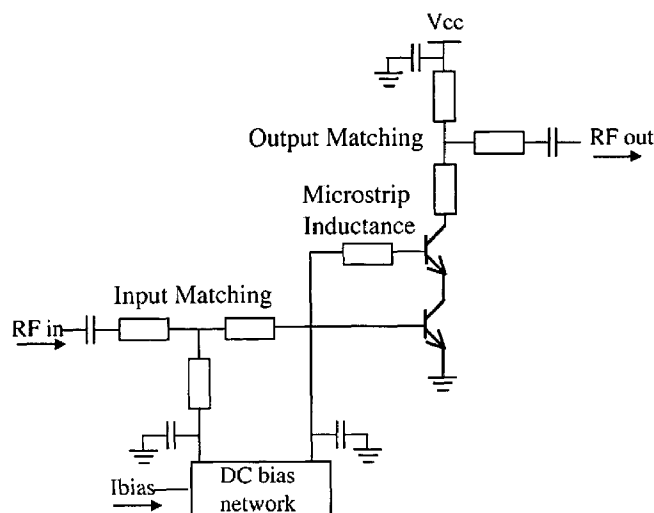 Vcc
Output Matching
RF out
Microstrip
Inductance
Input Matching
RF in
DC bias
network
Ibias